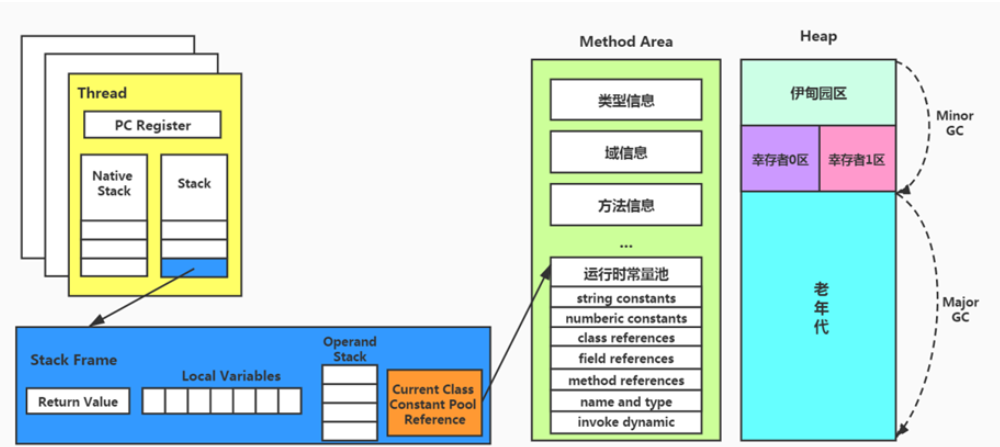 Thread
PC Register
Native
Stack
Stack
Stack Frame
Return Value
Local Variables
Operand
Stack
Current Class
Constant Pool
Reference
Method Area
类型信息
域信息
方法信息
...
运行时常量池
string constants
numberic constants
class references
field references
method references
name and type
invoke dynamic
Heap
伊甸园区
幸存者0区
幸存者1区
老
年
代
Minor
GC
Major
GC